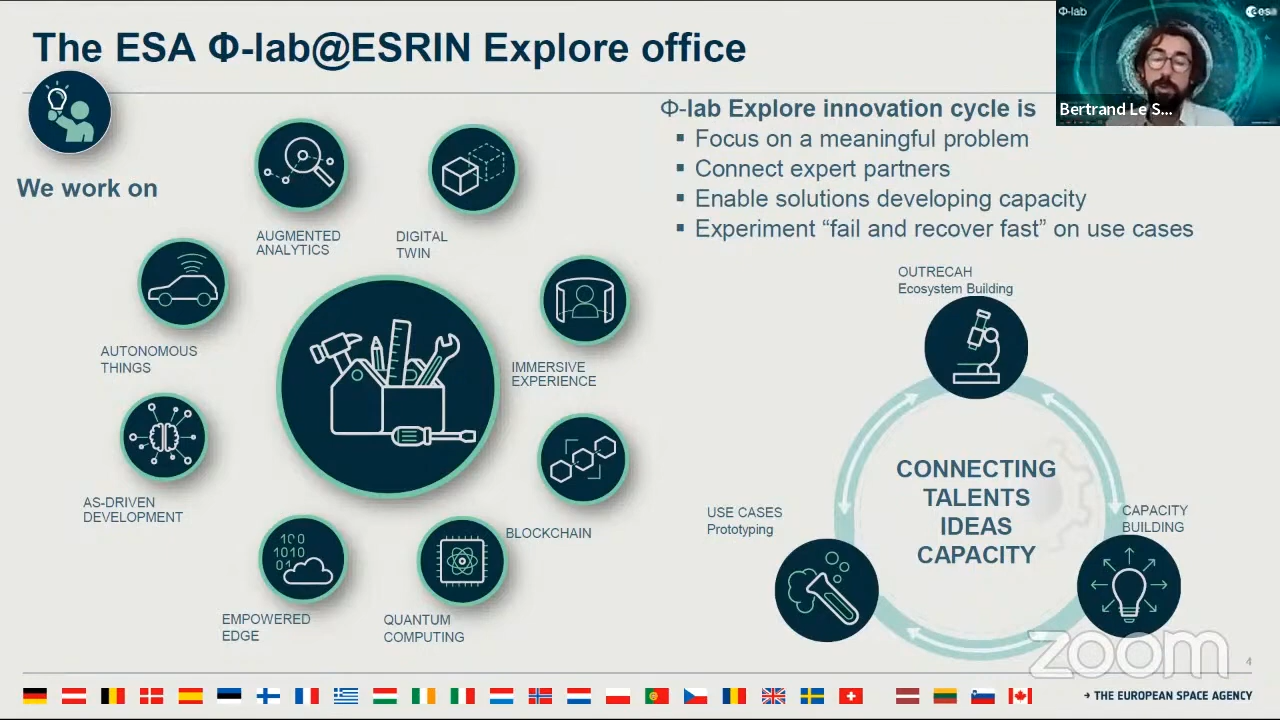 The ESA Φ-lab@ESRIN Explore office
We work on
AUGMENTED
ANALYTICS
DIGITAL
TWIN
AUTONOMOUS
THINGS
IMMERSIVE
EXPERIENCE
AS-DRIVEN
DEVELOPMENT
BLOCKCHAIN
100
1010
01
EMPOWERED
EDGE
QUANTUM
COMPUTING
Φ-lab Explore innovation cycle is
▪ Focus on a meaningful problem
▪ Connect expert partners
▪ Enable solutions developing capacity
▪ Experiment “fail and recover fast” on use cases
OUTRECAH
Ecosystem Building
CONNECTING
TALENTS
IDEAS
CAPACITY
USE CASES
Prototyping
CAPACITY
BUILDING
Φ-lab
esa
Bertrand Le S...
zoom
4
→ THE EUROPEAN SPACE AGENCY